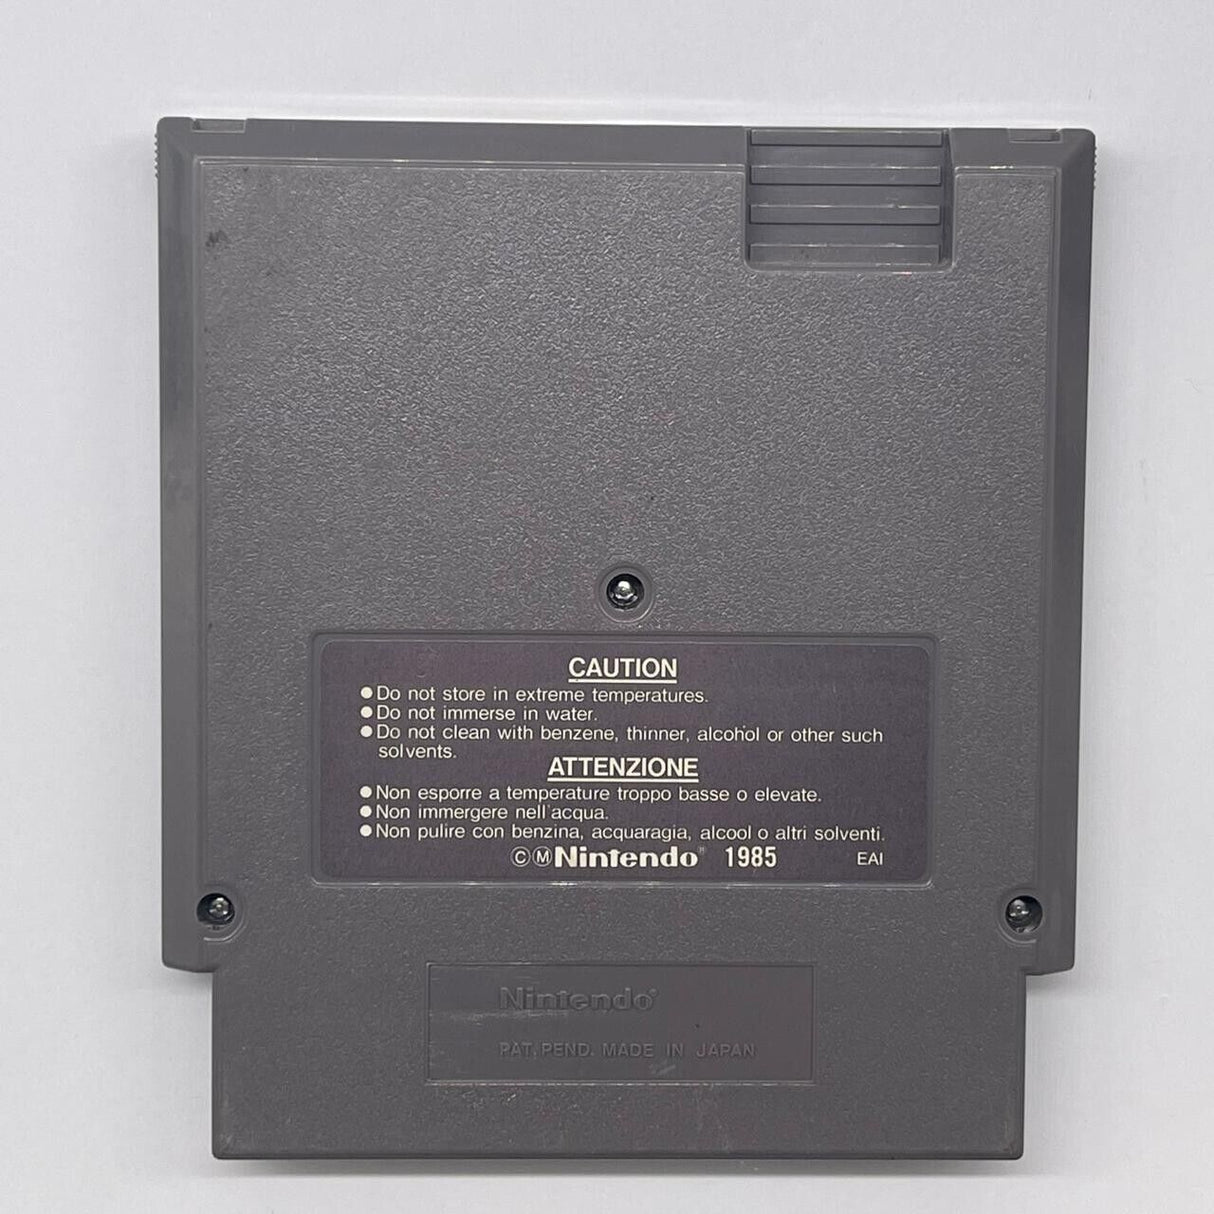 CAUTION
●Do not store in extreme temperatures.
●Do not immerse in water.
●Do not clean with benzene, thinner, alcohol or other such
solvents.
ATTENZIONE
●Non esporre a temperature troppo basse o elevate.
●Non immergere nell'acqua.
●Non pulire con benzina, acquaragia, alcool o altri solventi.
ⒸⓂNintendo® 1985 EAI
Nintendo®
PAT. PEND. MADE IN JAPAN